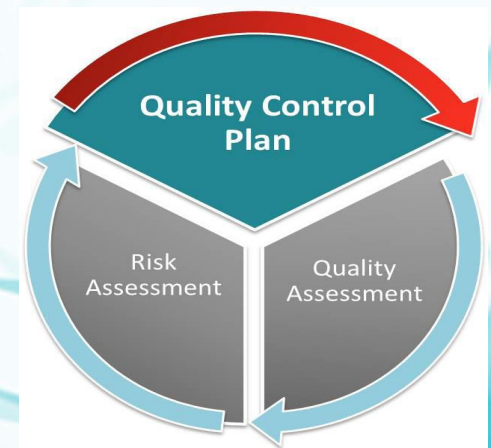 Quality Control
Plan
Risk
Assessment
Quality
Assessment